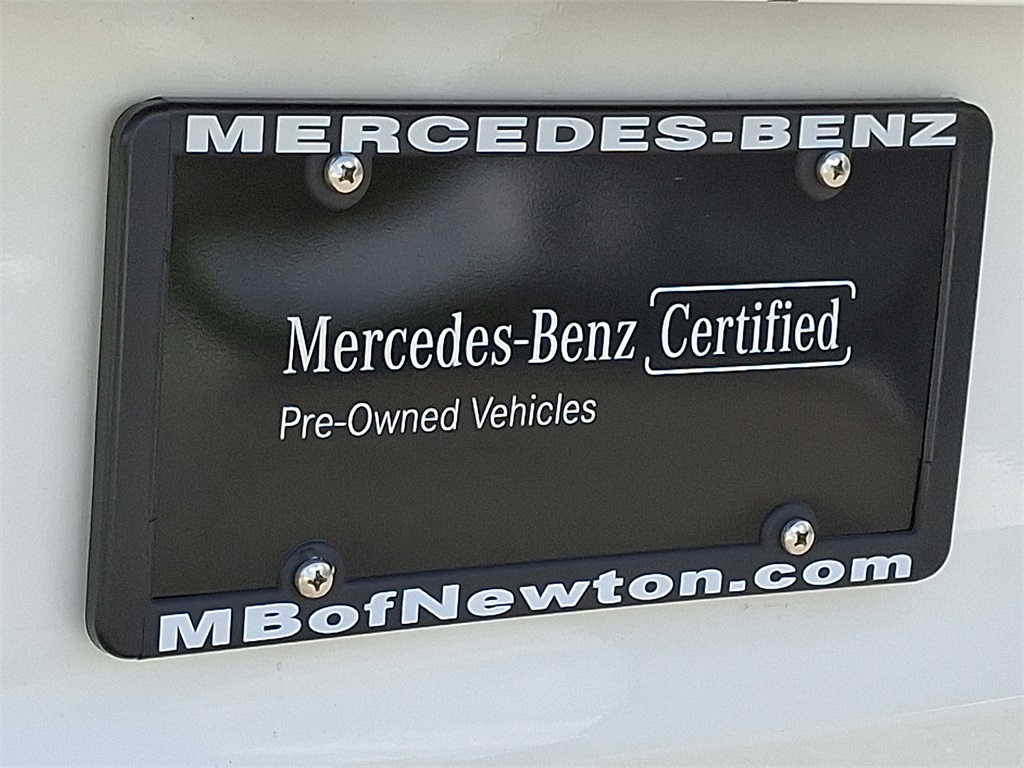 MERCEDES-BENZ
Mercedes-Benz Certified
Pre-Owned Vehicles
MBofNewton.com